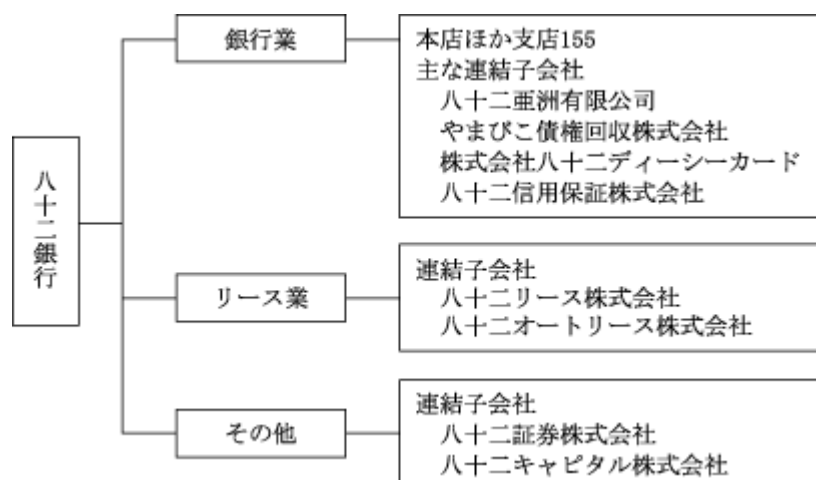 八十二銀行
銀行業
本店ほか支店155
主な連結子会社
八十二亜洲有限公司
やまびこ債権回収株式会社
株式会社八十二ディーシーカード
八十二信用保証株式会社
リース業
連結子会社
八十二リース株式会社
八十二オートリース株式会社
その他
連結子会社
八十二証券株式会社
八十二キャピタル株式会社